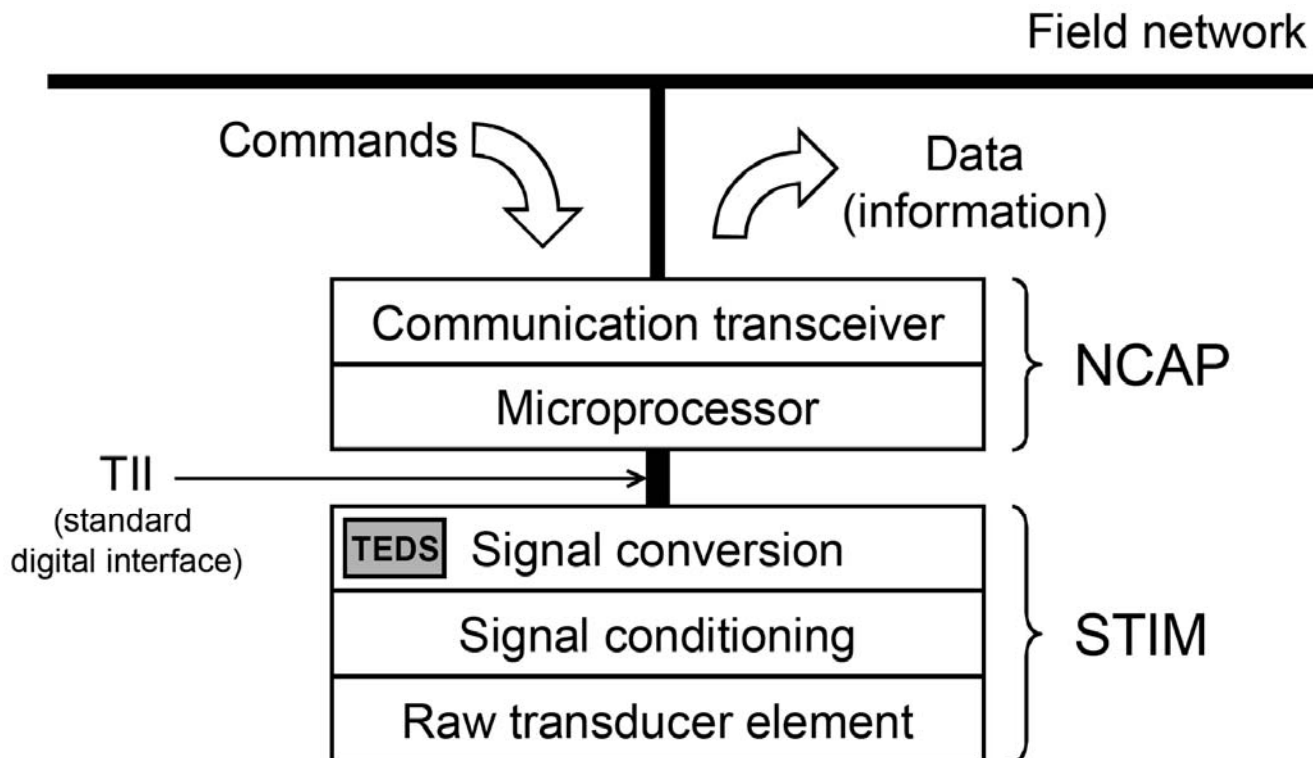 Field network
Commands
Data
(information)
Communication transceiver
NCAP
Microprocessor
TII
(standard
digital interface)
TEDS Signal conversion
Signal conditioning
STIM
Raw transducer element